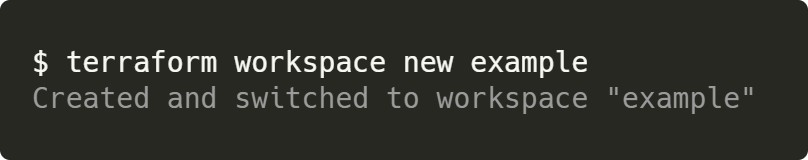 $ terraform workspace new example
Created and switched to workspace "example"